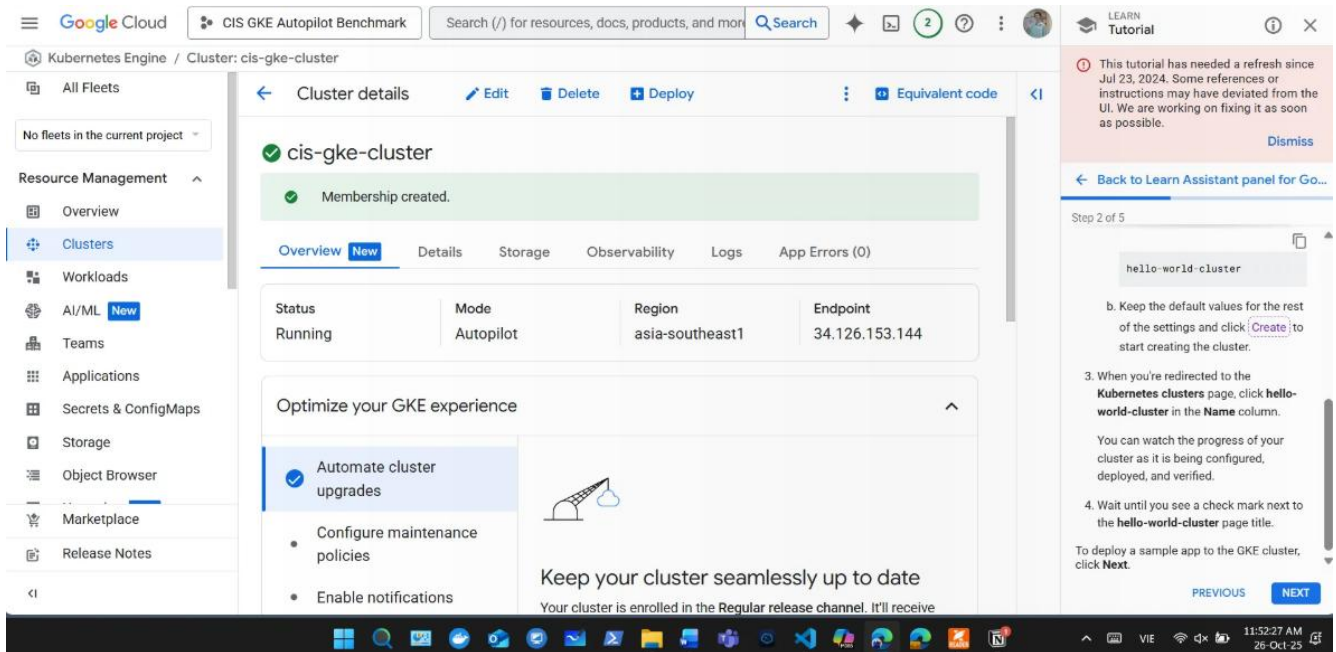 Google Cloud
CIS GKE Autopilot Benchmark
Search (/) for resources, docs, products, and more
Search
2
Kubernetes Engine / Cluster: cis-gke-cluster
All Fleets
No fleets in the current project
Resource Management
Overview
Clusters
Workloads
AI/ML New
Teams
Applications
Secrets & ConfigMaps
Storage
Object Browser
Marketplace
Release Notes
Cluster details
Edit
Delete
Deploy
Equivalent code
cis-gke-cluster
Membership created.
Overview New
Details
Storage
Observability
Logs
App Errors (0)
Status
Running
Mode
Autopilot
Region
asia-southeast1
Endpoint
34.126.153.144
Optimize your GKE experience
Automate cluster
upgrades
Configure maintenance
policies
Enable notifications
Keep your cluster seamlessly up to date
Your cluster is enrolled in the Regular release channel. It'll receive
LEARN
Tutorial
This tutorial has needed a refresh since
Jul 23, 2024. Some references or
instructions may have deviated from the
UI. We are working on fixing it as soon
as possible.
Dismiss
Back to Learn Assistant panel for Go...
Step 2 of 5
hello-world-cluster
b. Keep the default values for the rest
of the settings and click Create to
start creating the cluster.
3. When you're redirected to the
Kubernetes clusters page, click hello-
world-cluster in the Name column.
You can watch the progress of your
cluster as it is being configured,
deployed, and verified.
4. Wait until you see a check mark next to
the hello-world-cluster page title.
To deploy a sample app to the GKE cluster,
click Next.
PREVIOUS
NEXT
VIE
11:52:27 AM
26-Oct-25